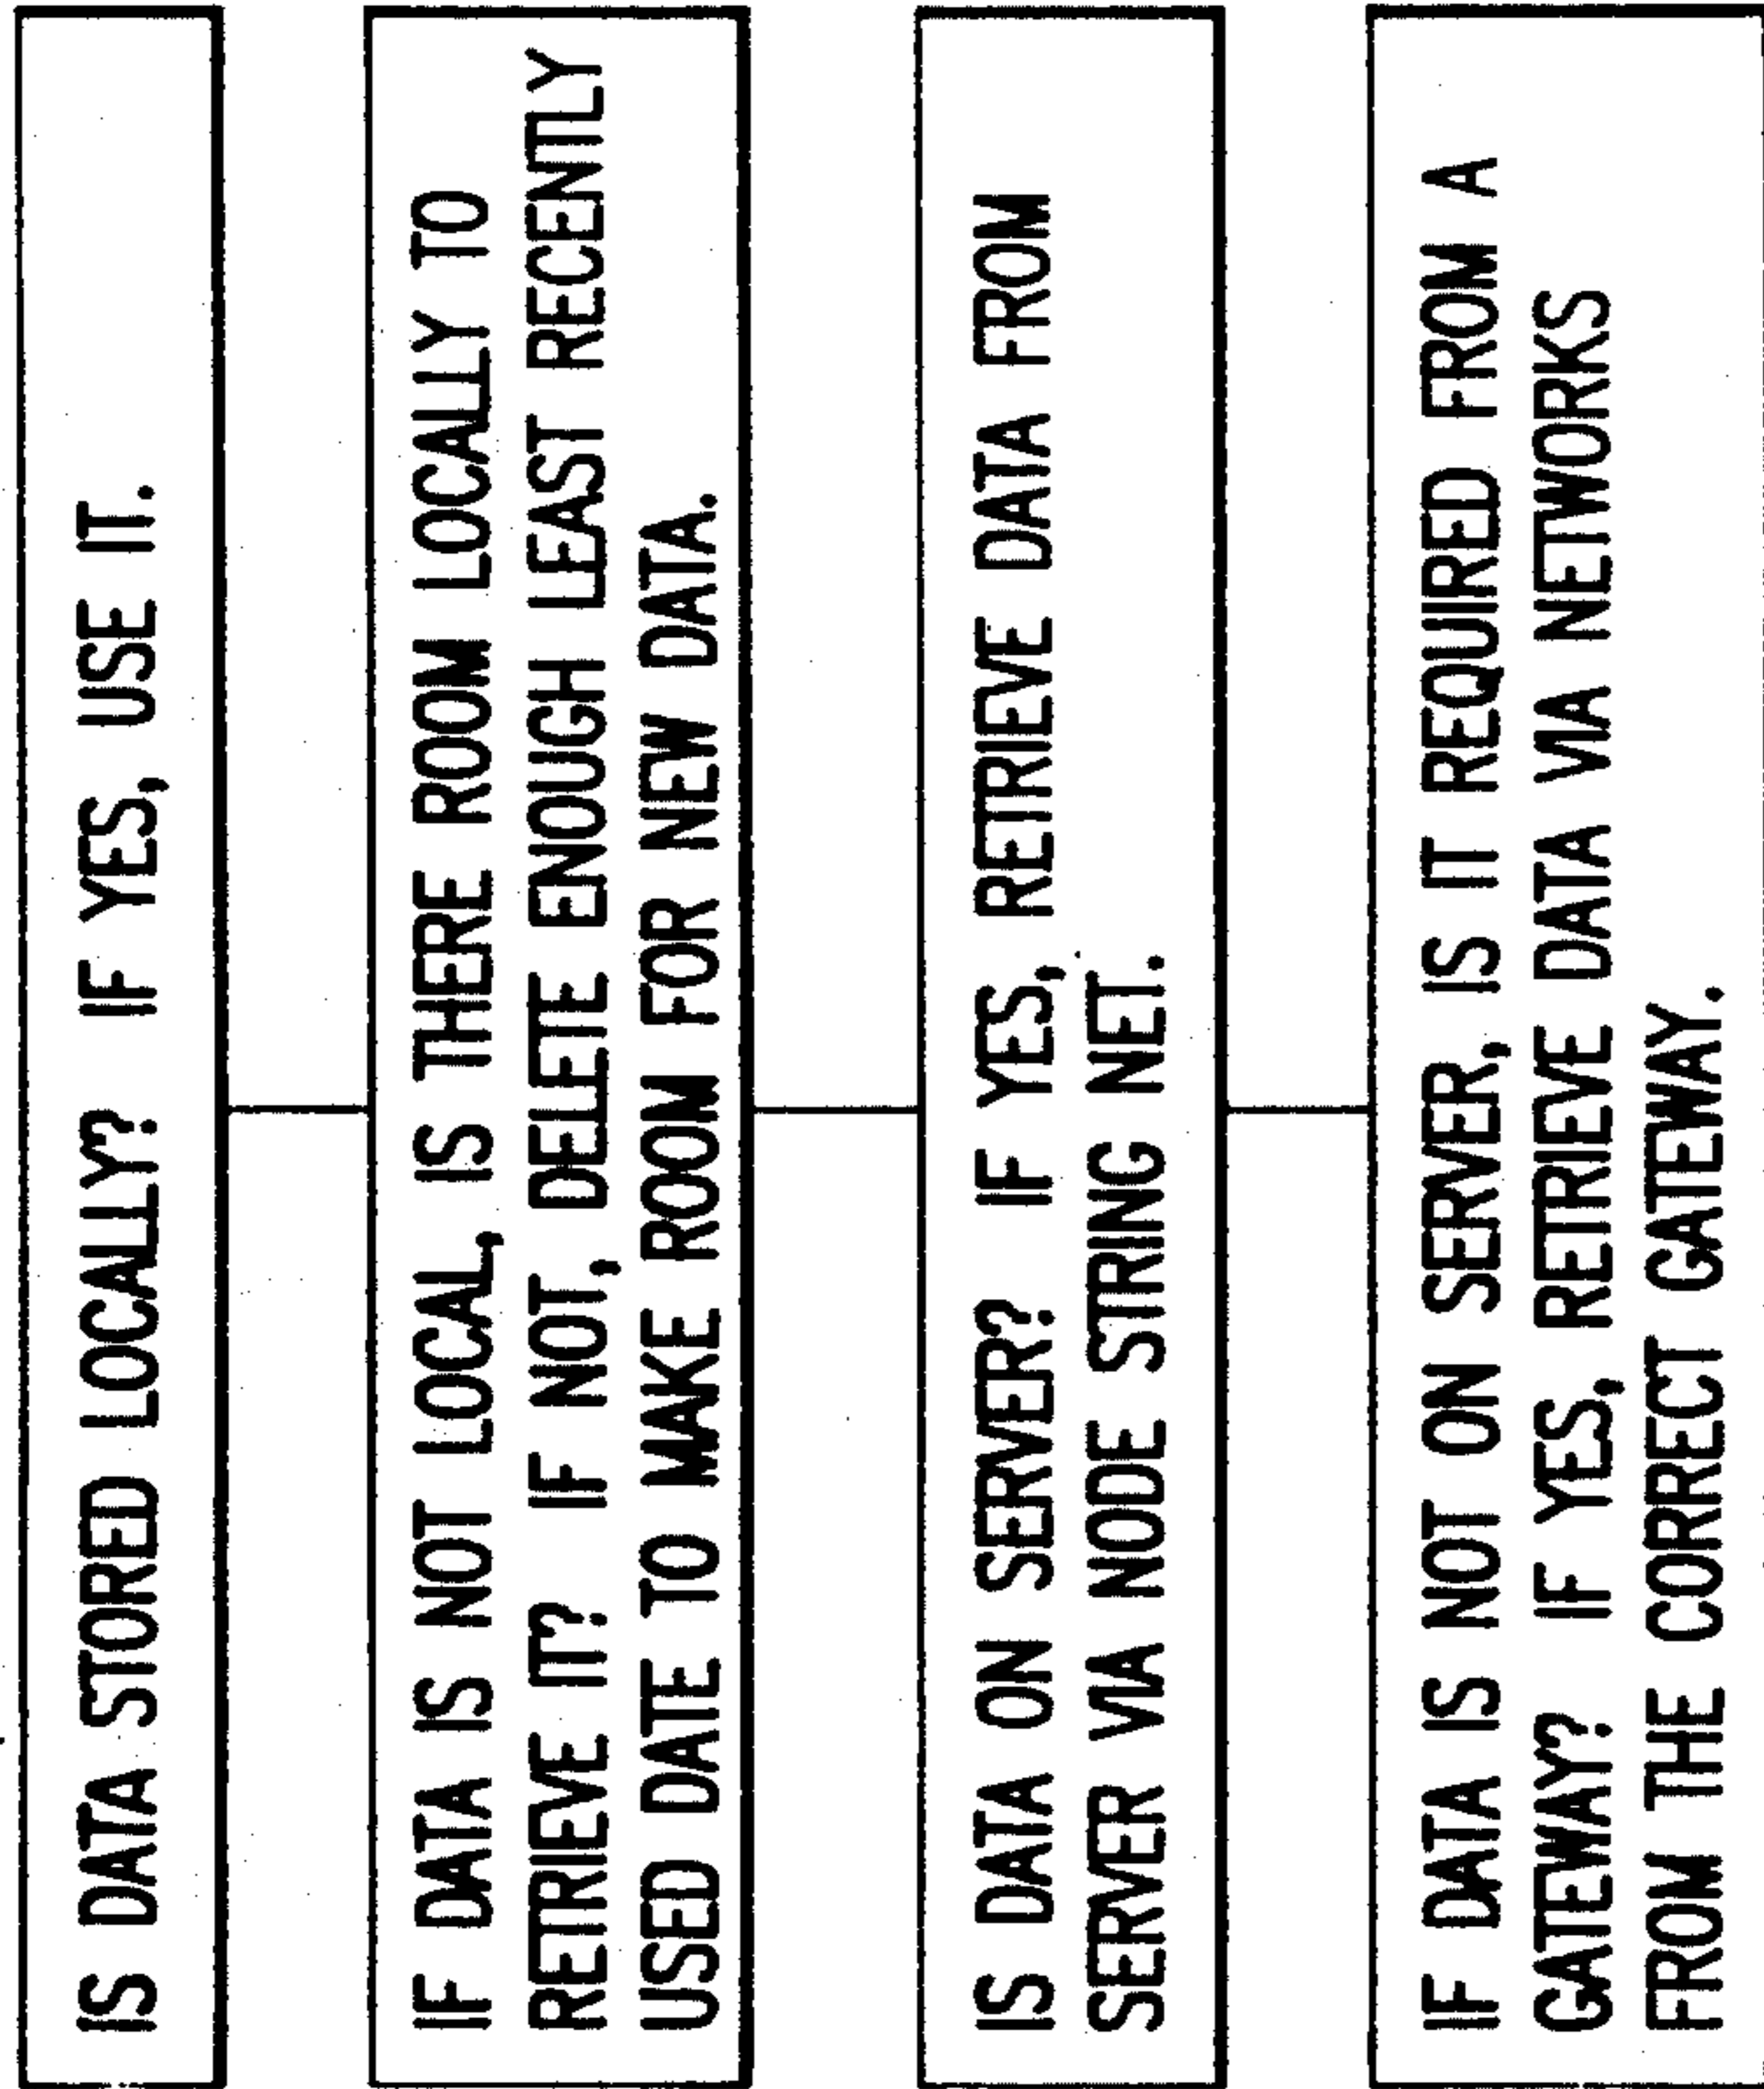 IS DATA STORED LOCALLY? IF YES, USE IT.
IF DATA IS NOT LOCAL, IS THERE ROOM LOCALLY TO
RETRIEVE IT? IF NOT, DELETE ENOUGH LEAST RECENTLY
USED DATE TO MAKE ROOM FOR NEW DATA.
IS DATA ON SERVER? IF YES, RETRIEVE DATA FROM
SERVER VIA NODE STRING NET.
IF DATA IS NOT ON SERVER, IS IT REQUIRED FROM A
GATEWAY? IF YES, RETRIEVE DATA VIA NETWORKS
FROM THE CORRECT GATEWAY.